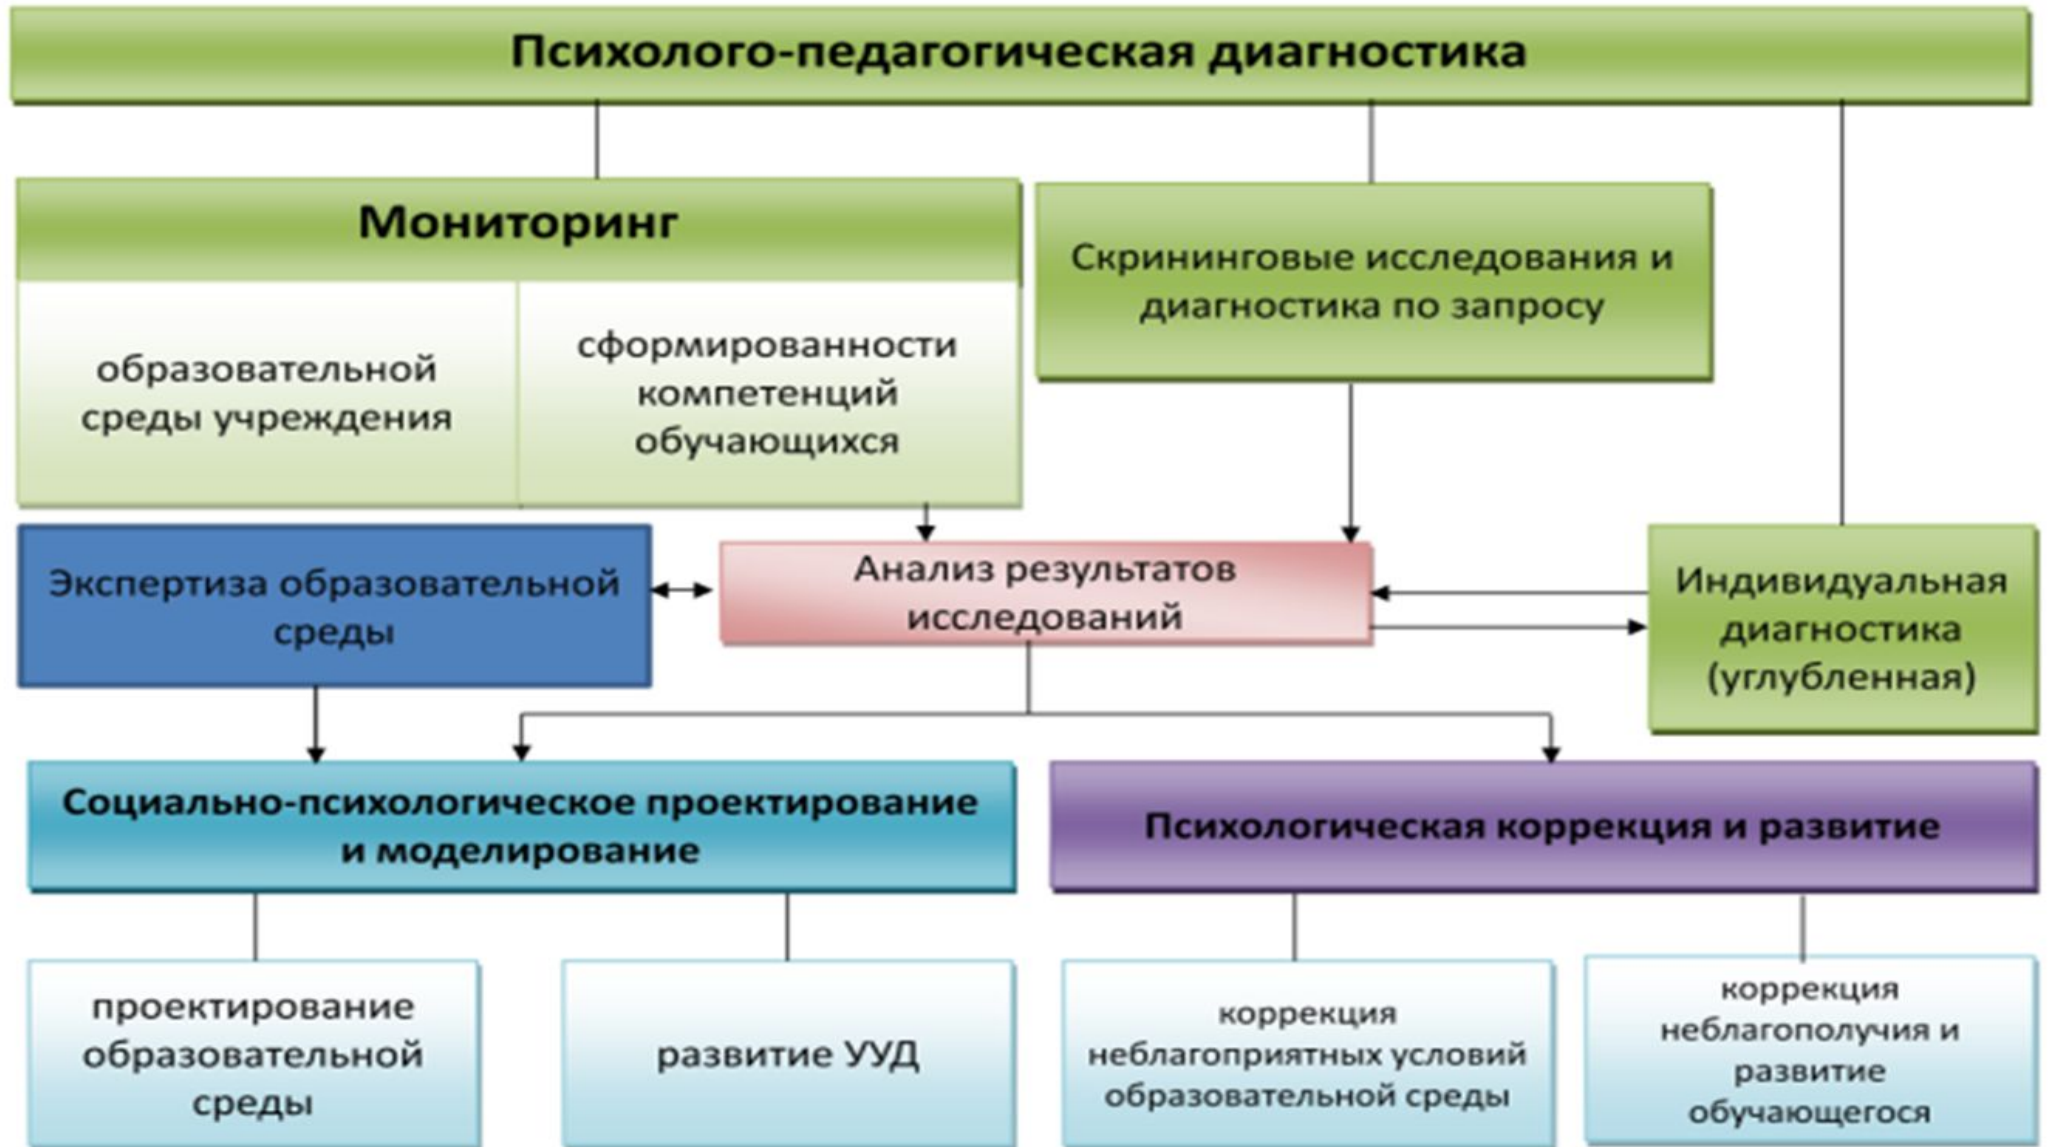 Психолого-педагогическая диагностика
Мониторинг
образовательной
среды учреждения
сформированности
компетенций
обучающихся
Скрининговые исследования и
диагностика по запросу
Экспертиза образовательной
среды
Анализ результатов
исследований
Индивидуальная
диагностика
(углубленная)
Социально-психологическое проектирование
и моделирование
Психологическая коррекция и развитие
проектирование
образовательной
среды
развитие УУД
коррекция
неблагоприятных условий
образовательной среды
коррекция
неблагополучия и
развитие
обучающегося